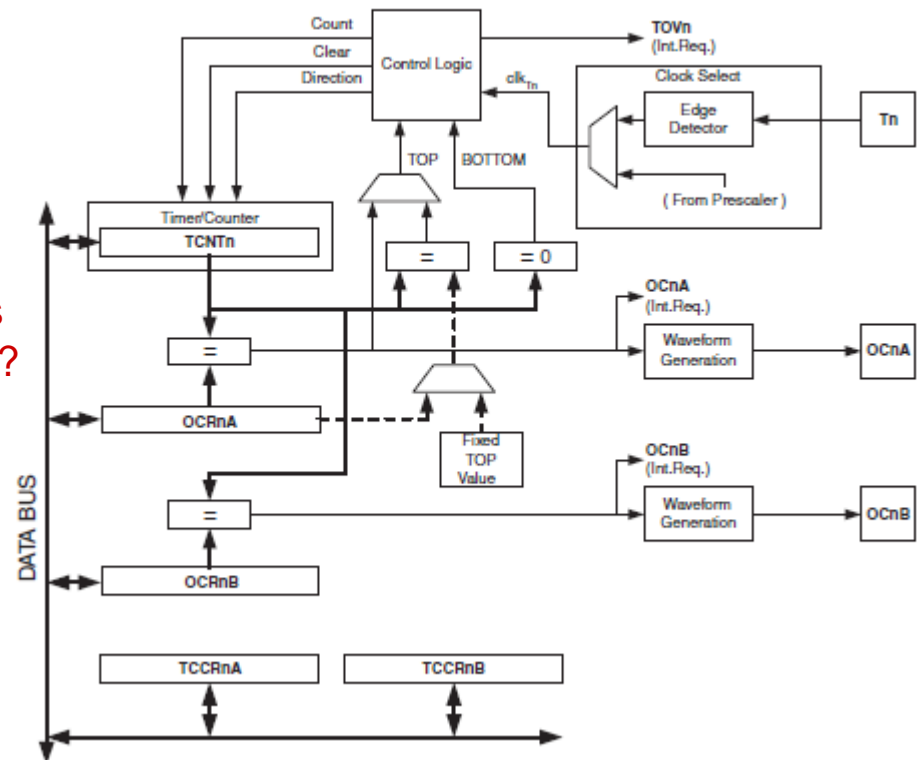 Count
Clear
Direction
Control Logic
TOVn
(Int.Req.)
clkTn
Clock Select
Edge
Detector
Tn
( From Prescaler )
TOP
BOTTOM
Timer/Counter
TCNTn
=
= 0
s
?
=
OCnA
(Int.Req.)
Waveform
Generation
OCnA
OCRnA
Fixed
TOP
Value
OCnB
(Int.Req.)
=
Waveform
Generation
OCnB
DATA BUS
OCRnB
TCCRnA
TCCRnB